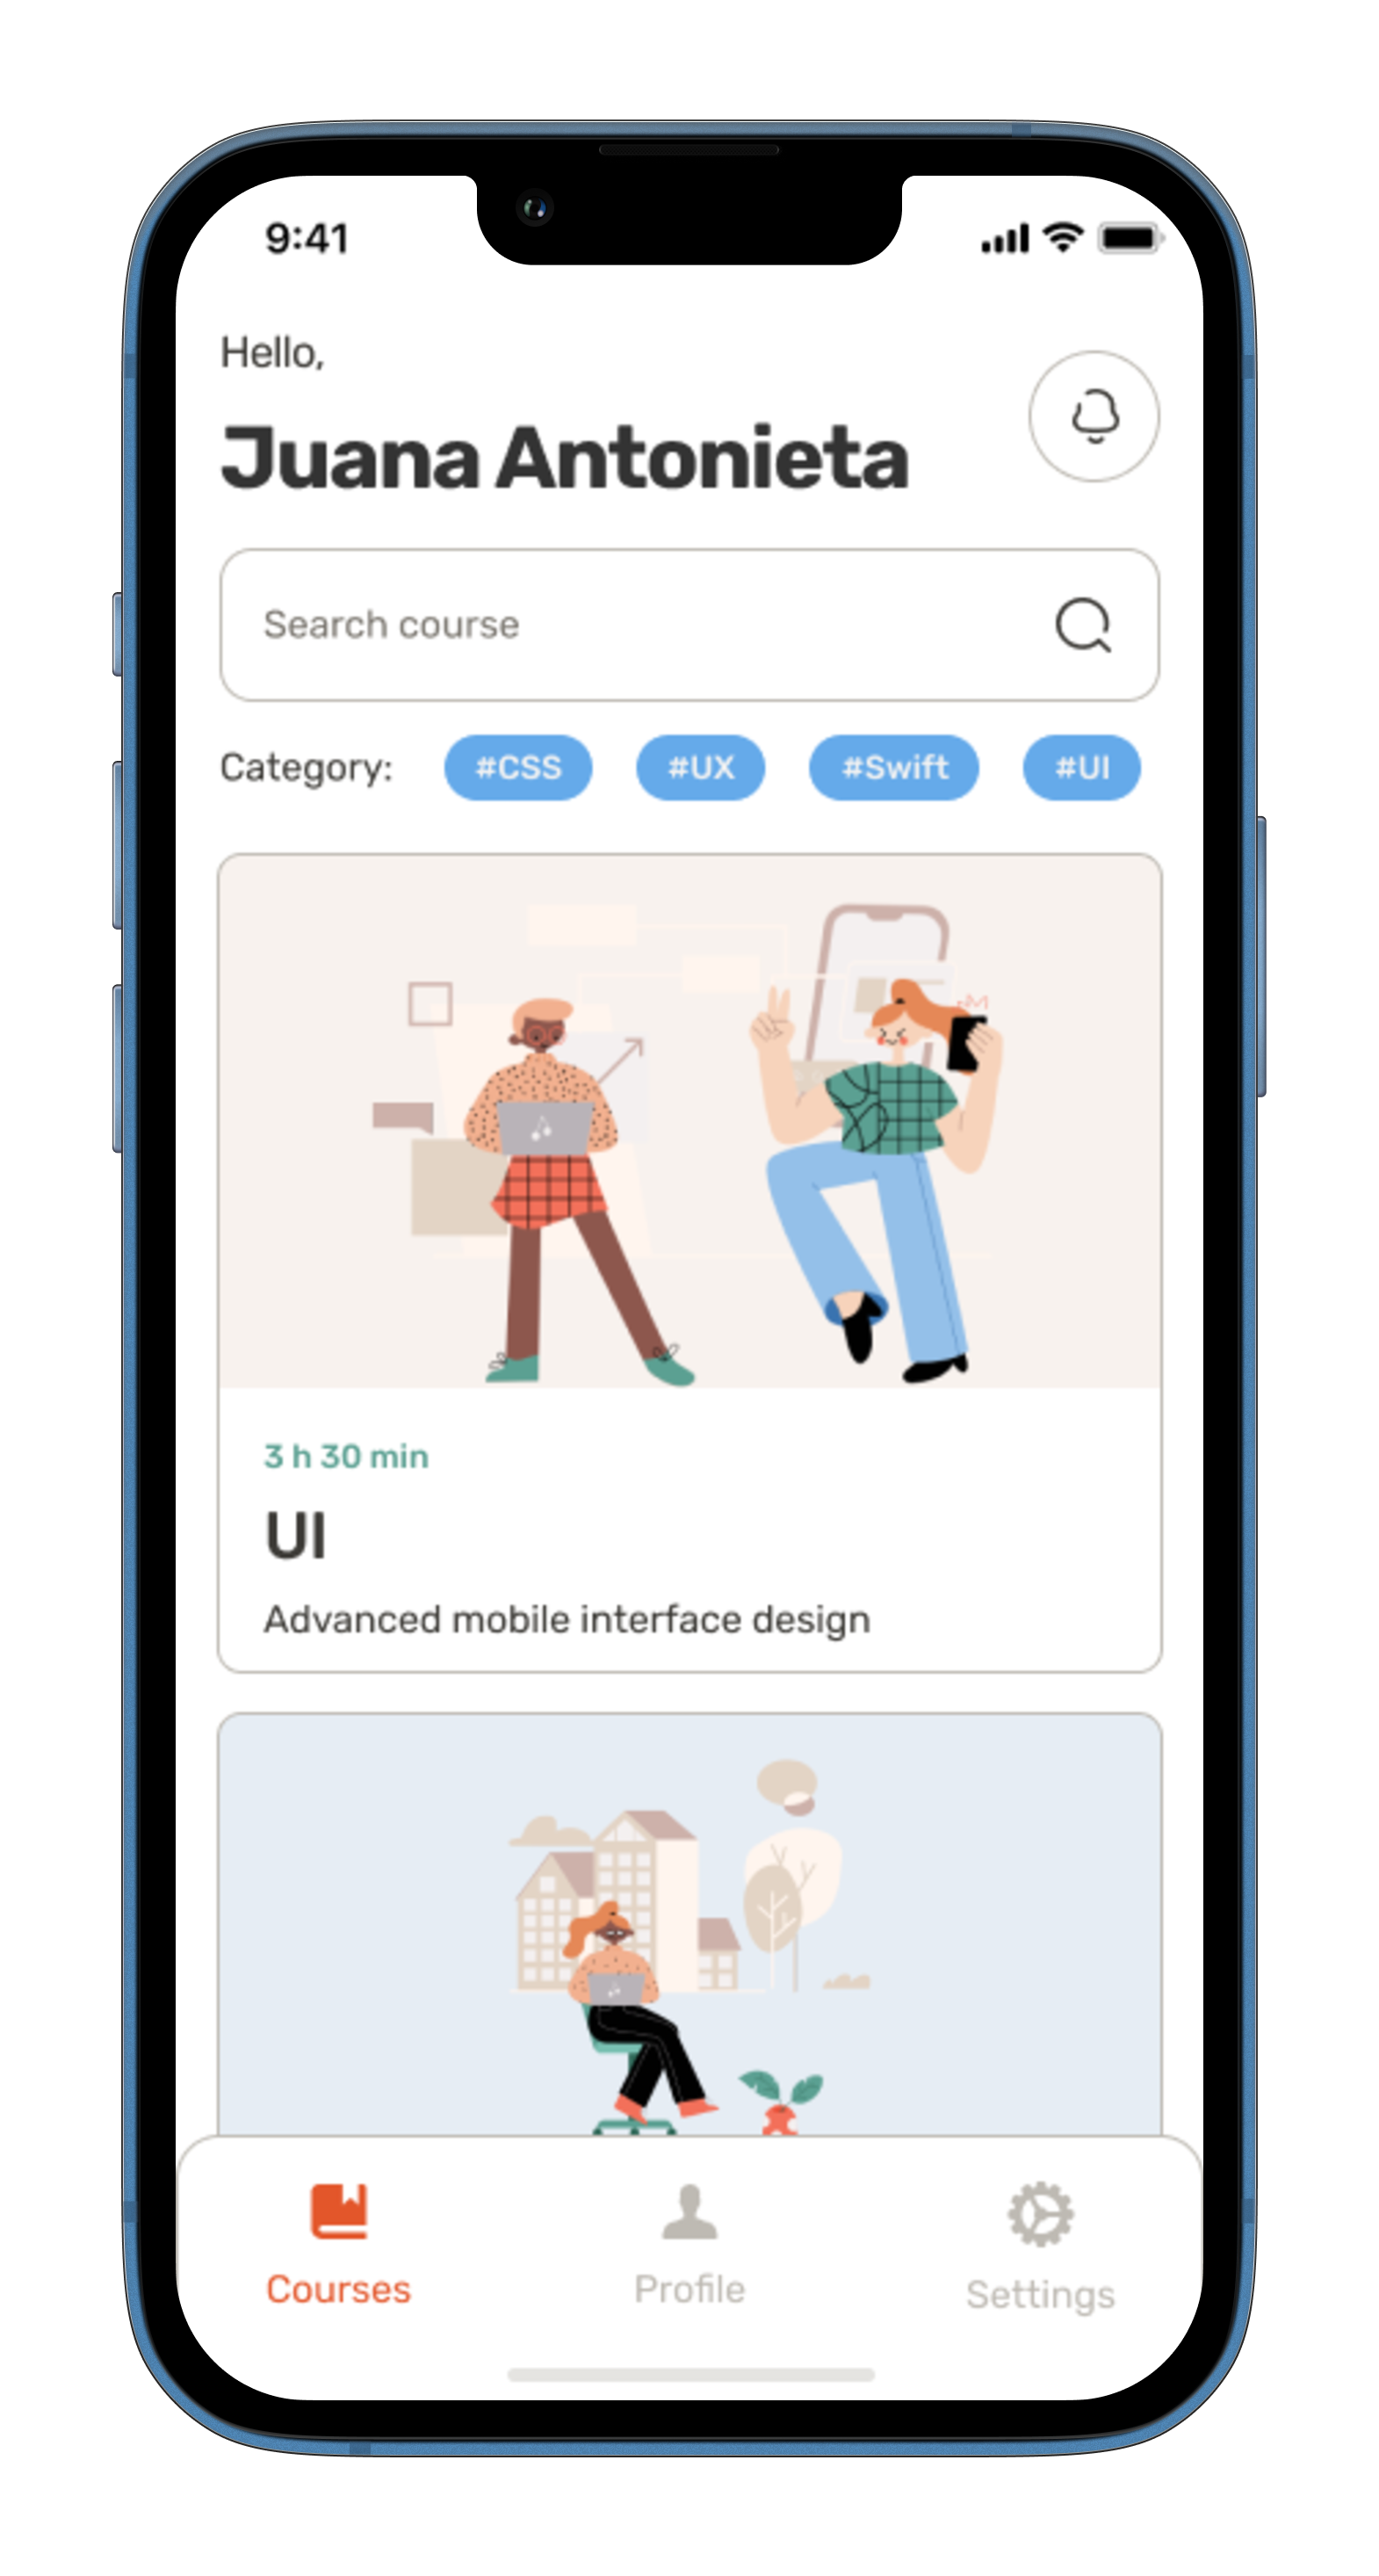 9:41
Hello,
Juana Antonieta
Search course
Category: #CSS #UX #Swift #UI
3 h 30 min
UI
Advanced mobile interface design
Courses Profile Settings